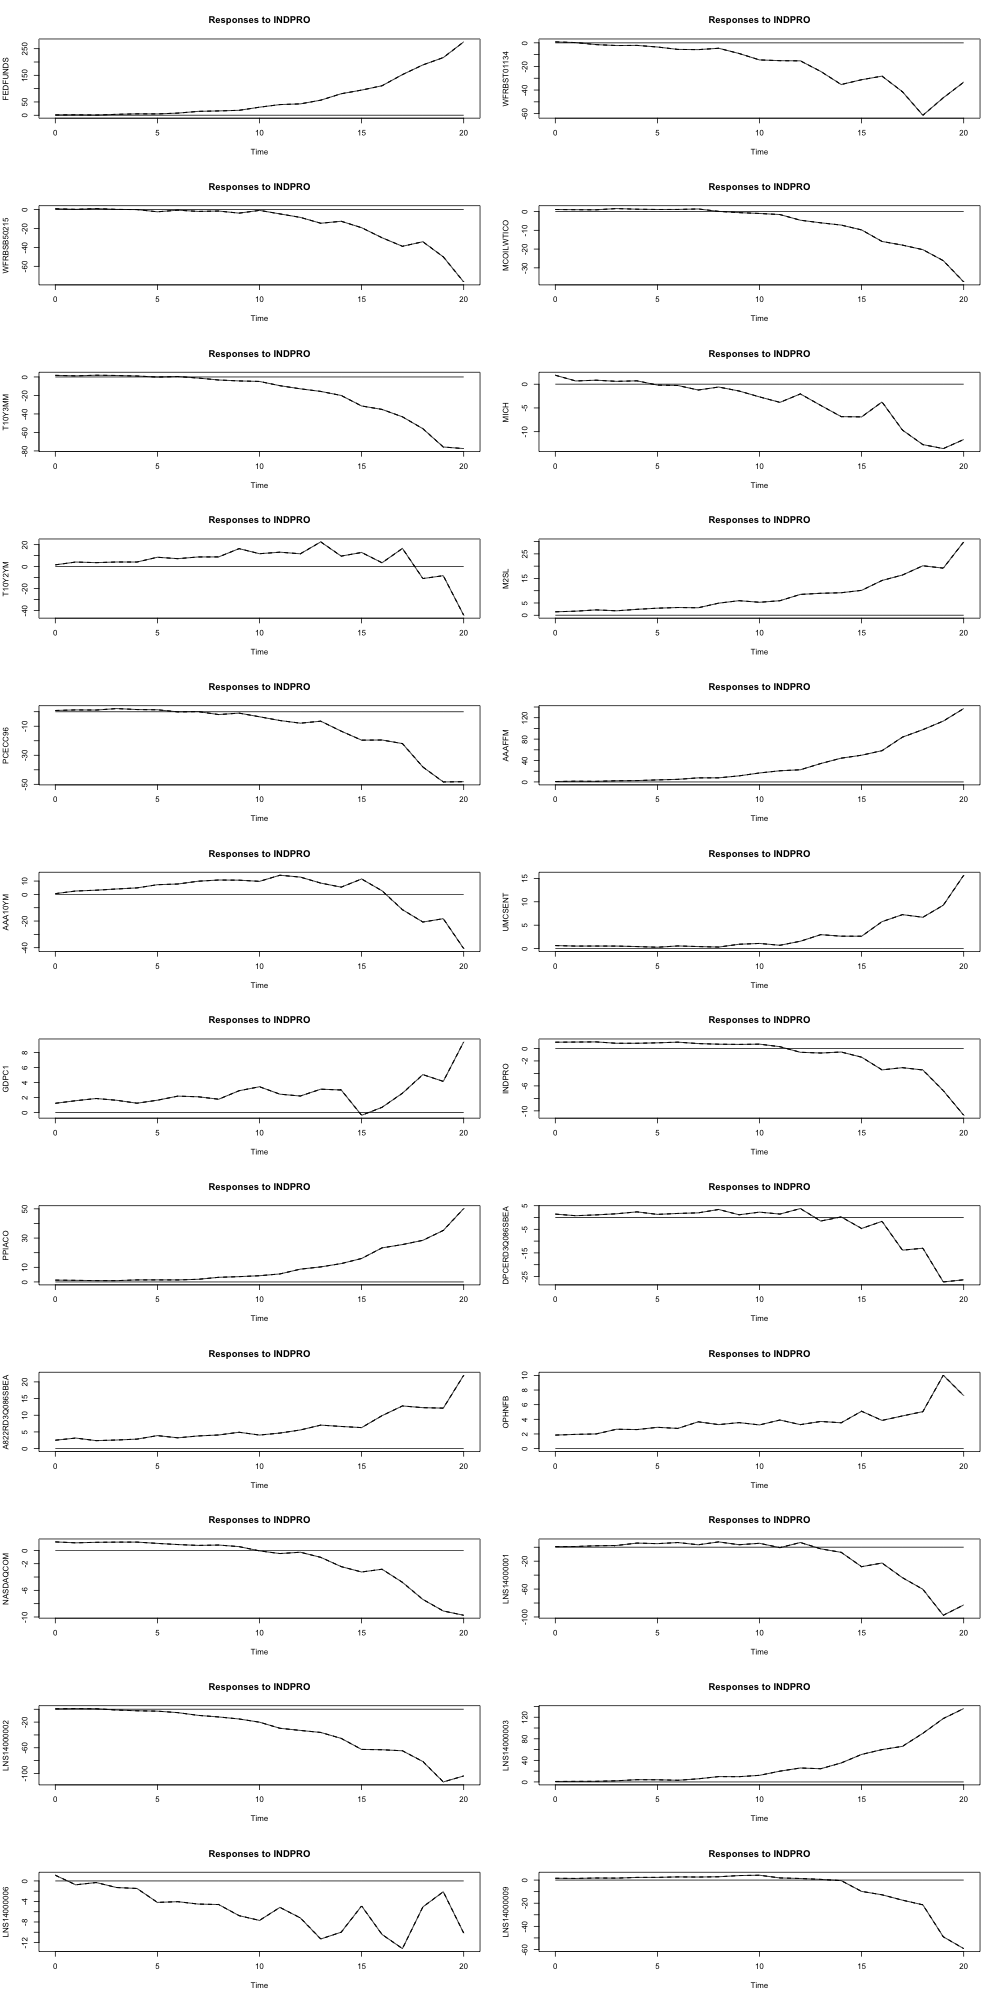 Responses to INDPRO
FEDFUNDS
0 50 150 250
0 5 10 15 20
Time
Responses to INDPRO
WFRBST01134
-60 -40 -20 0
0 5 10 15 20
Time
Responses to INDPRO
WFRBSB50215
-60 -40 -20 0
0 5 10 15 20
Time
Responses to INDPRO
MCOILWTICO
-30 -20 -10 0
0 5 10 15 20
Time
Responses to INDPRO
T10Y3MM
-80 -60 -40 -20 0
0 5 10 15 20
Time
Responses to INDPRO
MICH
-10 -5 0
0 5 10 15 20
Time
Responses to INDPRO
T10Y2YM
-40 -20 0 20
0 5 10 15 20
Time
Responses to INDPRO
M2SL
0 5 15 25
0 5 10 15 20
Time
Responses to INDPRO
PCECC96
-50 -30 -10
0 5 10 15 20
Time
Responses to INDPRO
AAAFFM
0 40 80 120
0 5 10 15 20
Time
Responses to INDPRO
AAA10YM
-40 -20 0 10
0 5 10 15 20
Time
Responses to INDPRO
UMCSENT
0 5 10 15
0 5 10 15 20
Time
Responses to INDPRO
GDPC1
0 2 4 6 8
0 5 10 15 20
Time
Responses to INDPRO
INDPRO
-10 -6 -2 0
0 5 10 15 20
Time
Responses to INDPRO
PPIACO
0 10 30 50
0 5 10 15 20
Time
Responses to INDPRO
DPCERD3Q086SBEA
-25 -15 -5 5
0 5 10 15 20
Time
Responses to INDPRO
A822RD3Q086SBEA
0 5 10 15 20
0 5 10 15 20
Time
Responses to INDPRO
OPHNFB
0 2 4 6 8 10
0 5 10 15 20
Time
Responses to INDPRO
NASDAQCOM
-10 -6 -2 0
0 5 10 15 20
Time
Responses to INDPRO
LNS14000001
-100 -60 -20
0 5 10 15 20
Time
Responses to INDPRO
LNS14000002
-100 -60 -20
0 5 10 15 20
Time
Responses to INDPRO
LNS14000003
0 40 80 120
0 5 10 15 20
Time
Responses to INDPRO
LNS14000006
-12 -8 -4 0
0 5 10 15 20
Time
Responses to INDPRO
LNS14000009
-60 -40 -20 0
0 5 10 15 20
Time